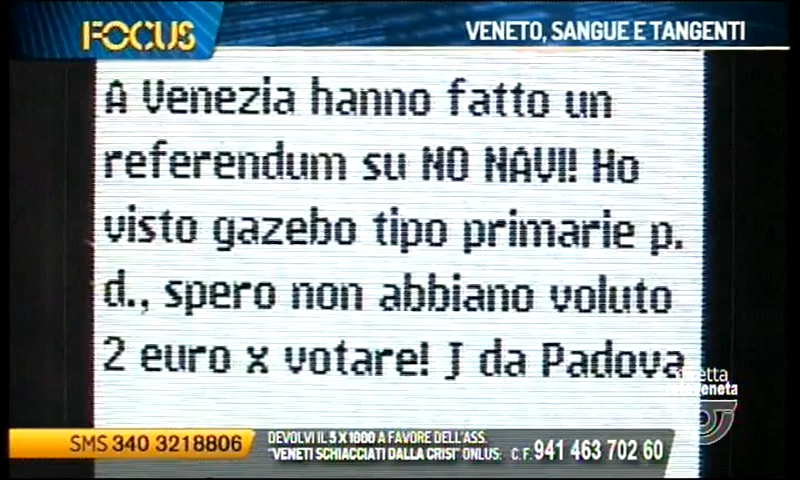 FOCUS
VENETO, SANGUE E TANGENTI
A Venezia hanno fatto un
referendum su NO NAVI!! Ho
visto gazebo tipo primarie p.
d., spero non abbiano voluto
2 euro x votare! J da Padova
SMS 340 3218806
DEVOLVI IL 5 X 1000 A FAVORE DELL'ASS.
"VENETI SCHIACCIATI DALLA CRISI" ONLUS: C.F: 941 463 702 60